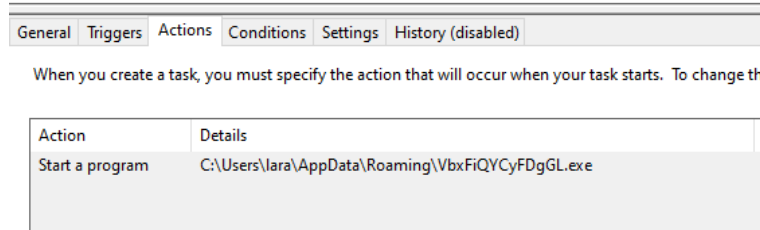 General Triggers Actions Conditions Settings History (disabled)
When you create a task, you must specify the action that will occur when your task starts. To change th
Action Details
Start a program C:\Users\lara\AppData\Roaming\VbxFiQYCyFDgGL.exe